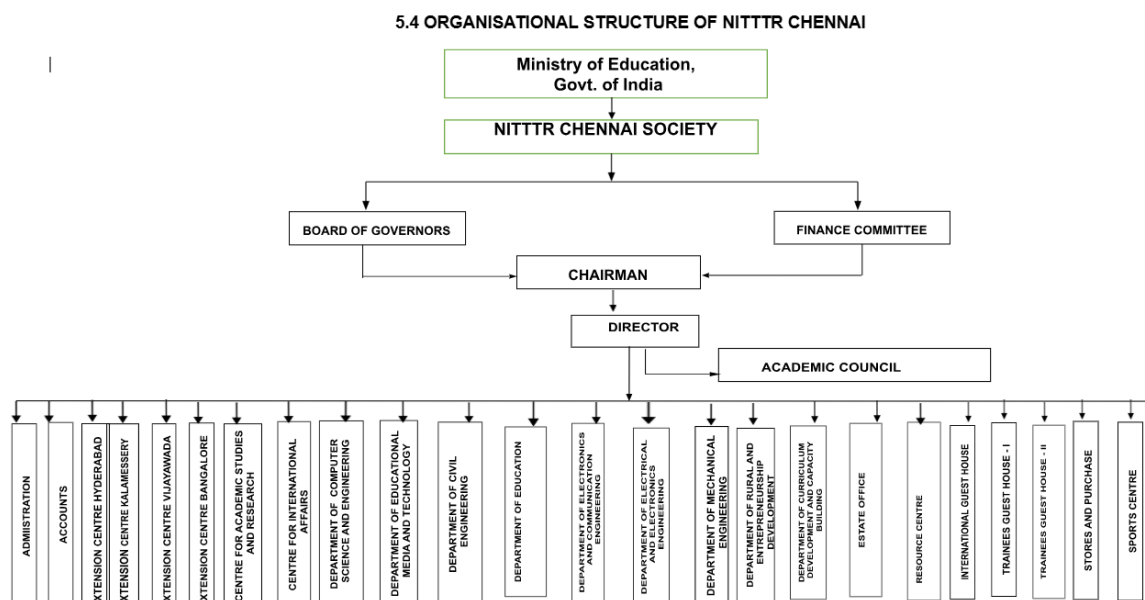 5.4 ORGANISATIONAL STRUCTURE OF NITTTR CHENNAI
Ministry of Education,
Govt. of India
NITTTR CHENNAI SOCIETY
BOARD OF GOVERNORS
FINANCE COMMITTEE
CHAIRMAN
DIRECTOR
ACADEMIC COUNCIL
ADMISTRATION
ACCOUNTS
EXTENSION CENTRE HYDERABAD
EXTENSION CENTRE KALAMESSERY
EXTENSION CENTRE VIJAYAWADA
EXTENSION CENTRE BANGALORE
CENTRE FOR ACADEMIC STUDIES
AND RESEARCH
CENTRE FOR INTERNATIONAL
AFFAIRS
DEPARTMENT OF COMPUTER
SCIENCE AND ENGINEERING
DEPARTMENT OF EDUCATIONAL
MEDIA AND TECHNOLOGY
DEPARTMENT OF CIVIL
ENGINEERING
DEPARTMENT OF EDUCATION
DEPARTMENT OF ELECTRONICS
AND COMMUNICATION
ENGINEERING
DEPARTMENT OF ELECTRICAL
AND ELECTRONICS
ENGINEERING
DEPARTMENT OF MECHANICAL
ENGINEERING
DEPARTMENT OF RURAL AND
ENTREPRENEURSHIP
DEVELOPMENT
DEPARTMENT OF CURRICULUM
DEVELOPMENT AND CAPACITY
BUILDING
ESTATE OFFICE
RESOURCE CENTRE
INTERNATIONAL GUEST HOUSE
TRAINEES GUEST HOUSE - I
TRAINEES GUEST HOUSE - II
STORES AND PURCHASE
SPORTS CENTRE